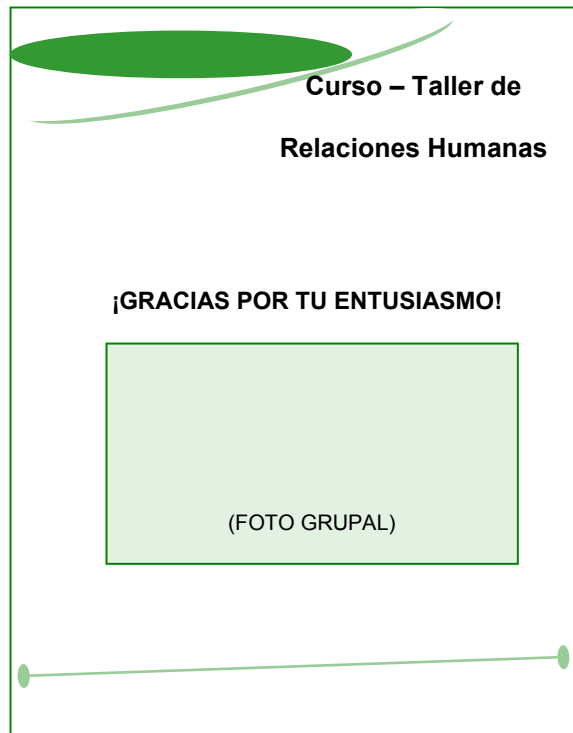 Curso – Taller de
Relaciones Humanas
¡GRACIAS POR TU ENTUSIASMO!
(FOTO GRUPAL)